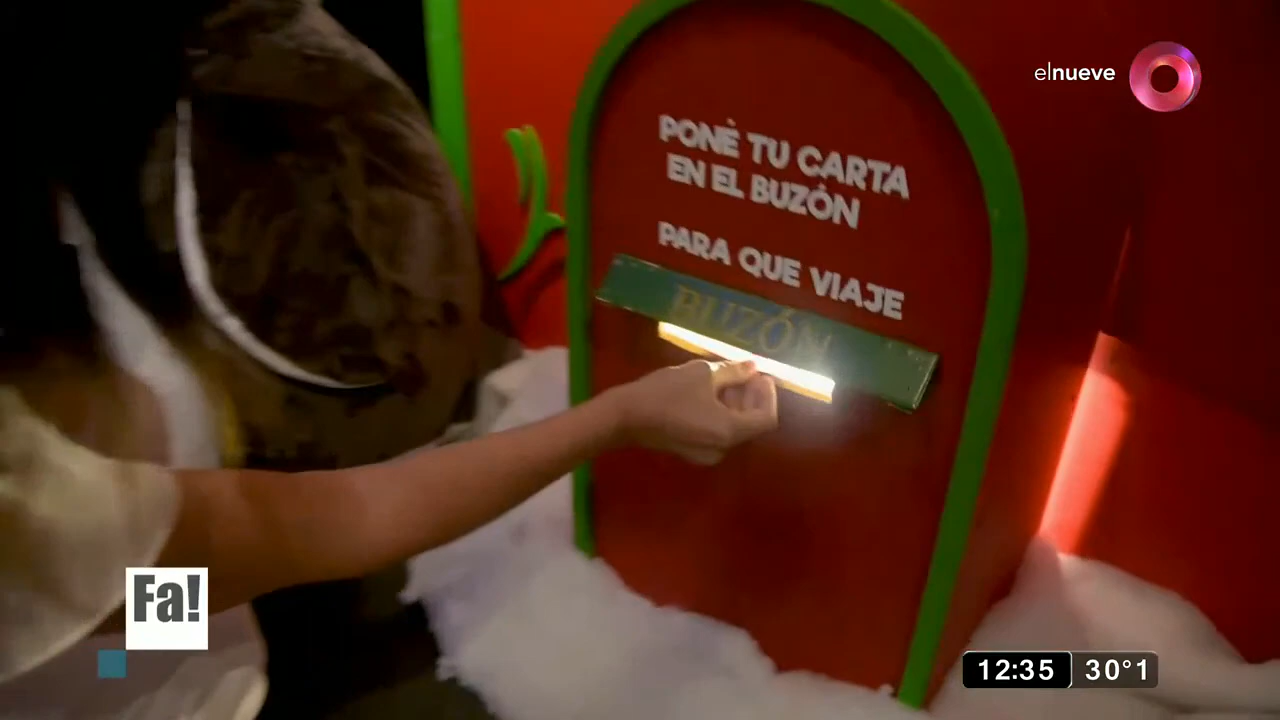 elnueve
PONÉ TU CARTA
EN EL BUZÓN
PARA QUE VIAJE
BUZÓN
Fa!
12:35 30°1